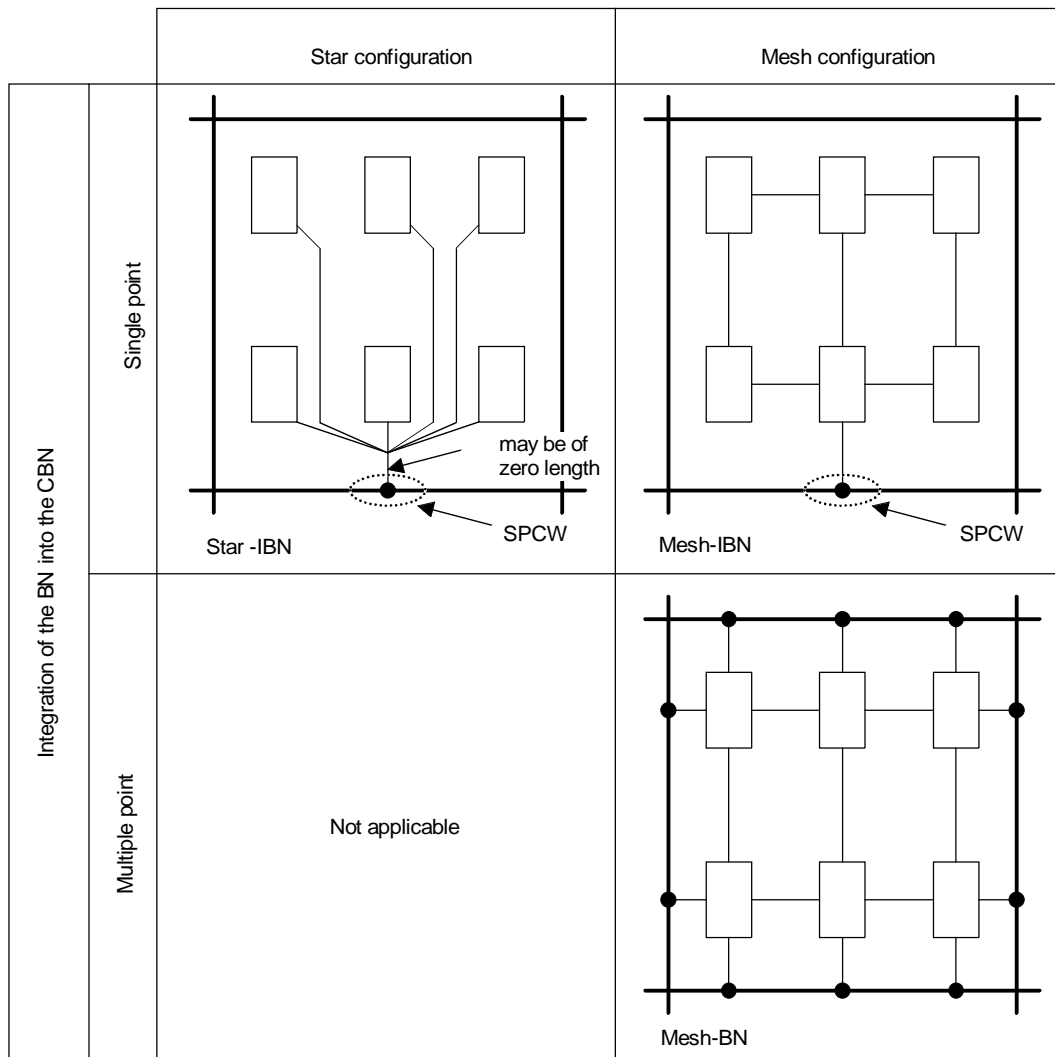 Star configuration
Mesh configuration
Integration of the BN into the CBN
Single point
may be of
zero length
SPCW
Star -IBN
SPCW
Mesh-IBN
Multiple point
Not applicable
Mesh-BN